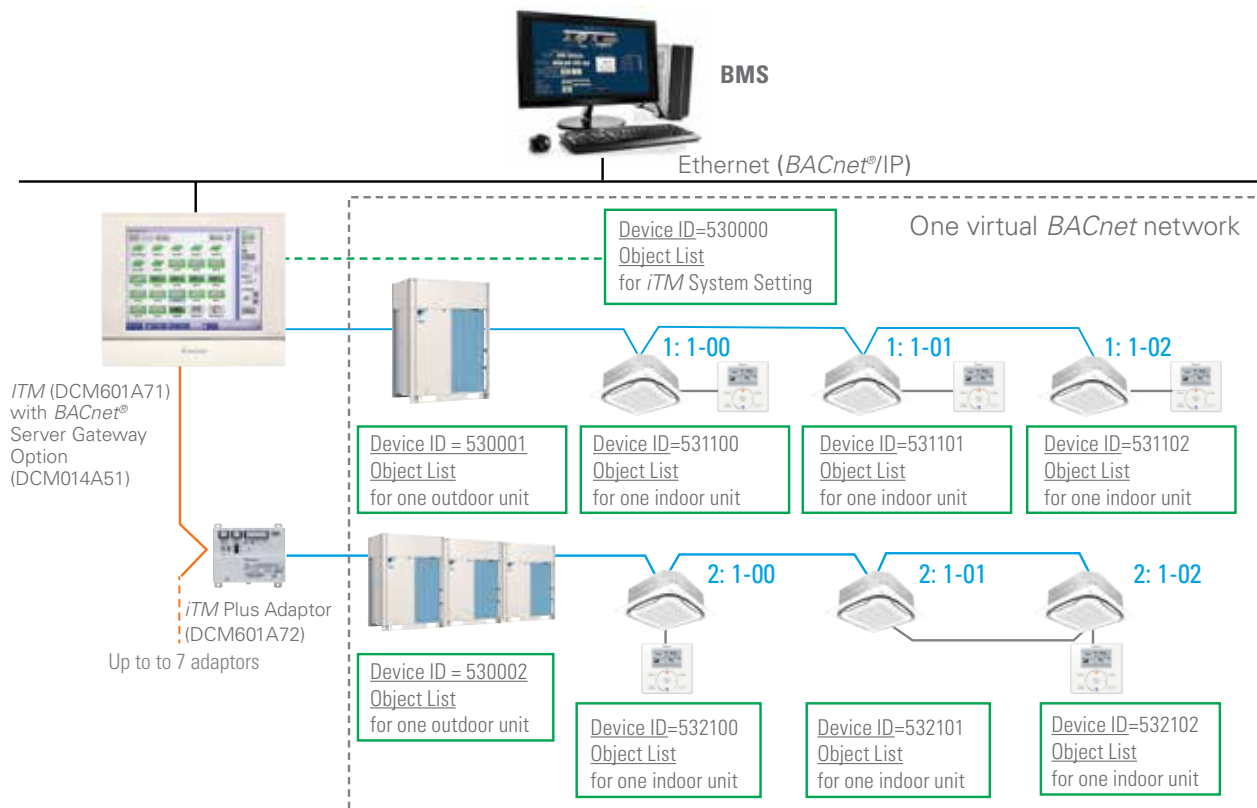 BMS
Ethernet (BACnet®/IP)
One virtual BACnet network
Device ID=530000
Object List
for iTM System Setting
1: 1-00
1: 1-01
1: 1-02
ITM (DCM601A71)
with BACnet®
Server Gateway
Option
(DCM014A51)
Device ID = 530001
Object List
for one outdoor unit
Device ID=531100
Object List
for one indoor unit
Device ID=531101
Object List
for one indoor unit
Device ID=531102
Object List
for one indoor unit
2: 1-00
2: 1-01
2: 1-02
iTM Plus Adaptor
(DCM601A72)
Up to to 7 adaptors
Device ID = 530002
Object List
for one outdoor unit
Device ID=532100
Object List
for one indoor unit
Device ID=532101
Object List
for one indoor unit
Device ID=532102
Object List
for one indoor unit